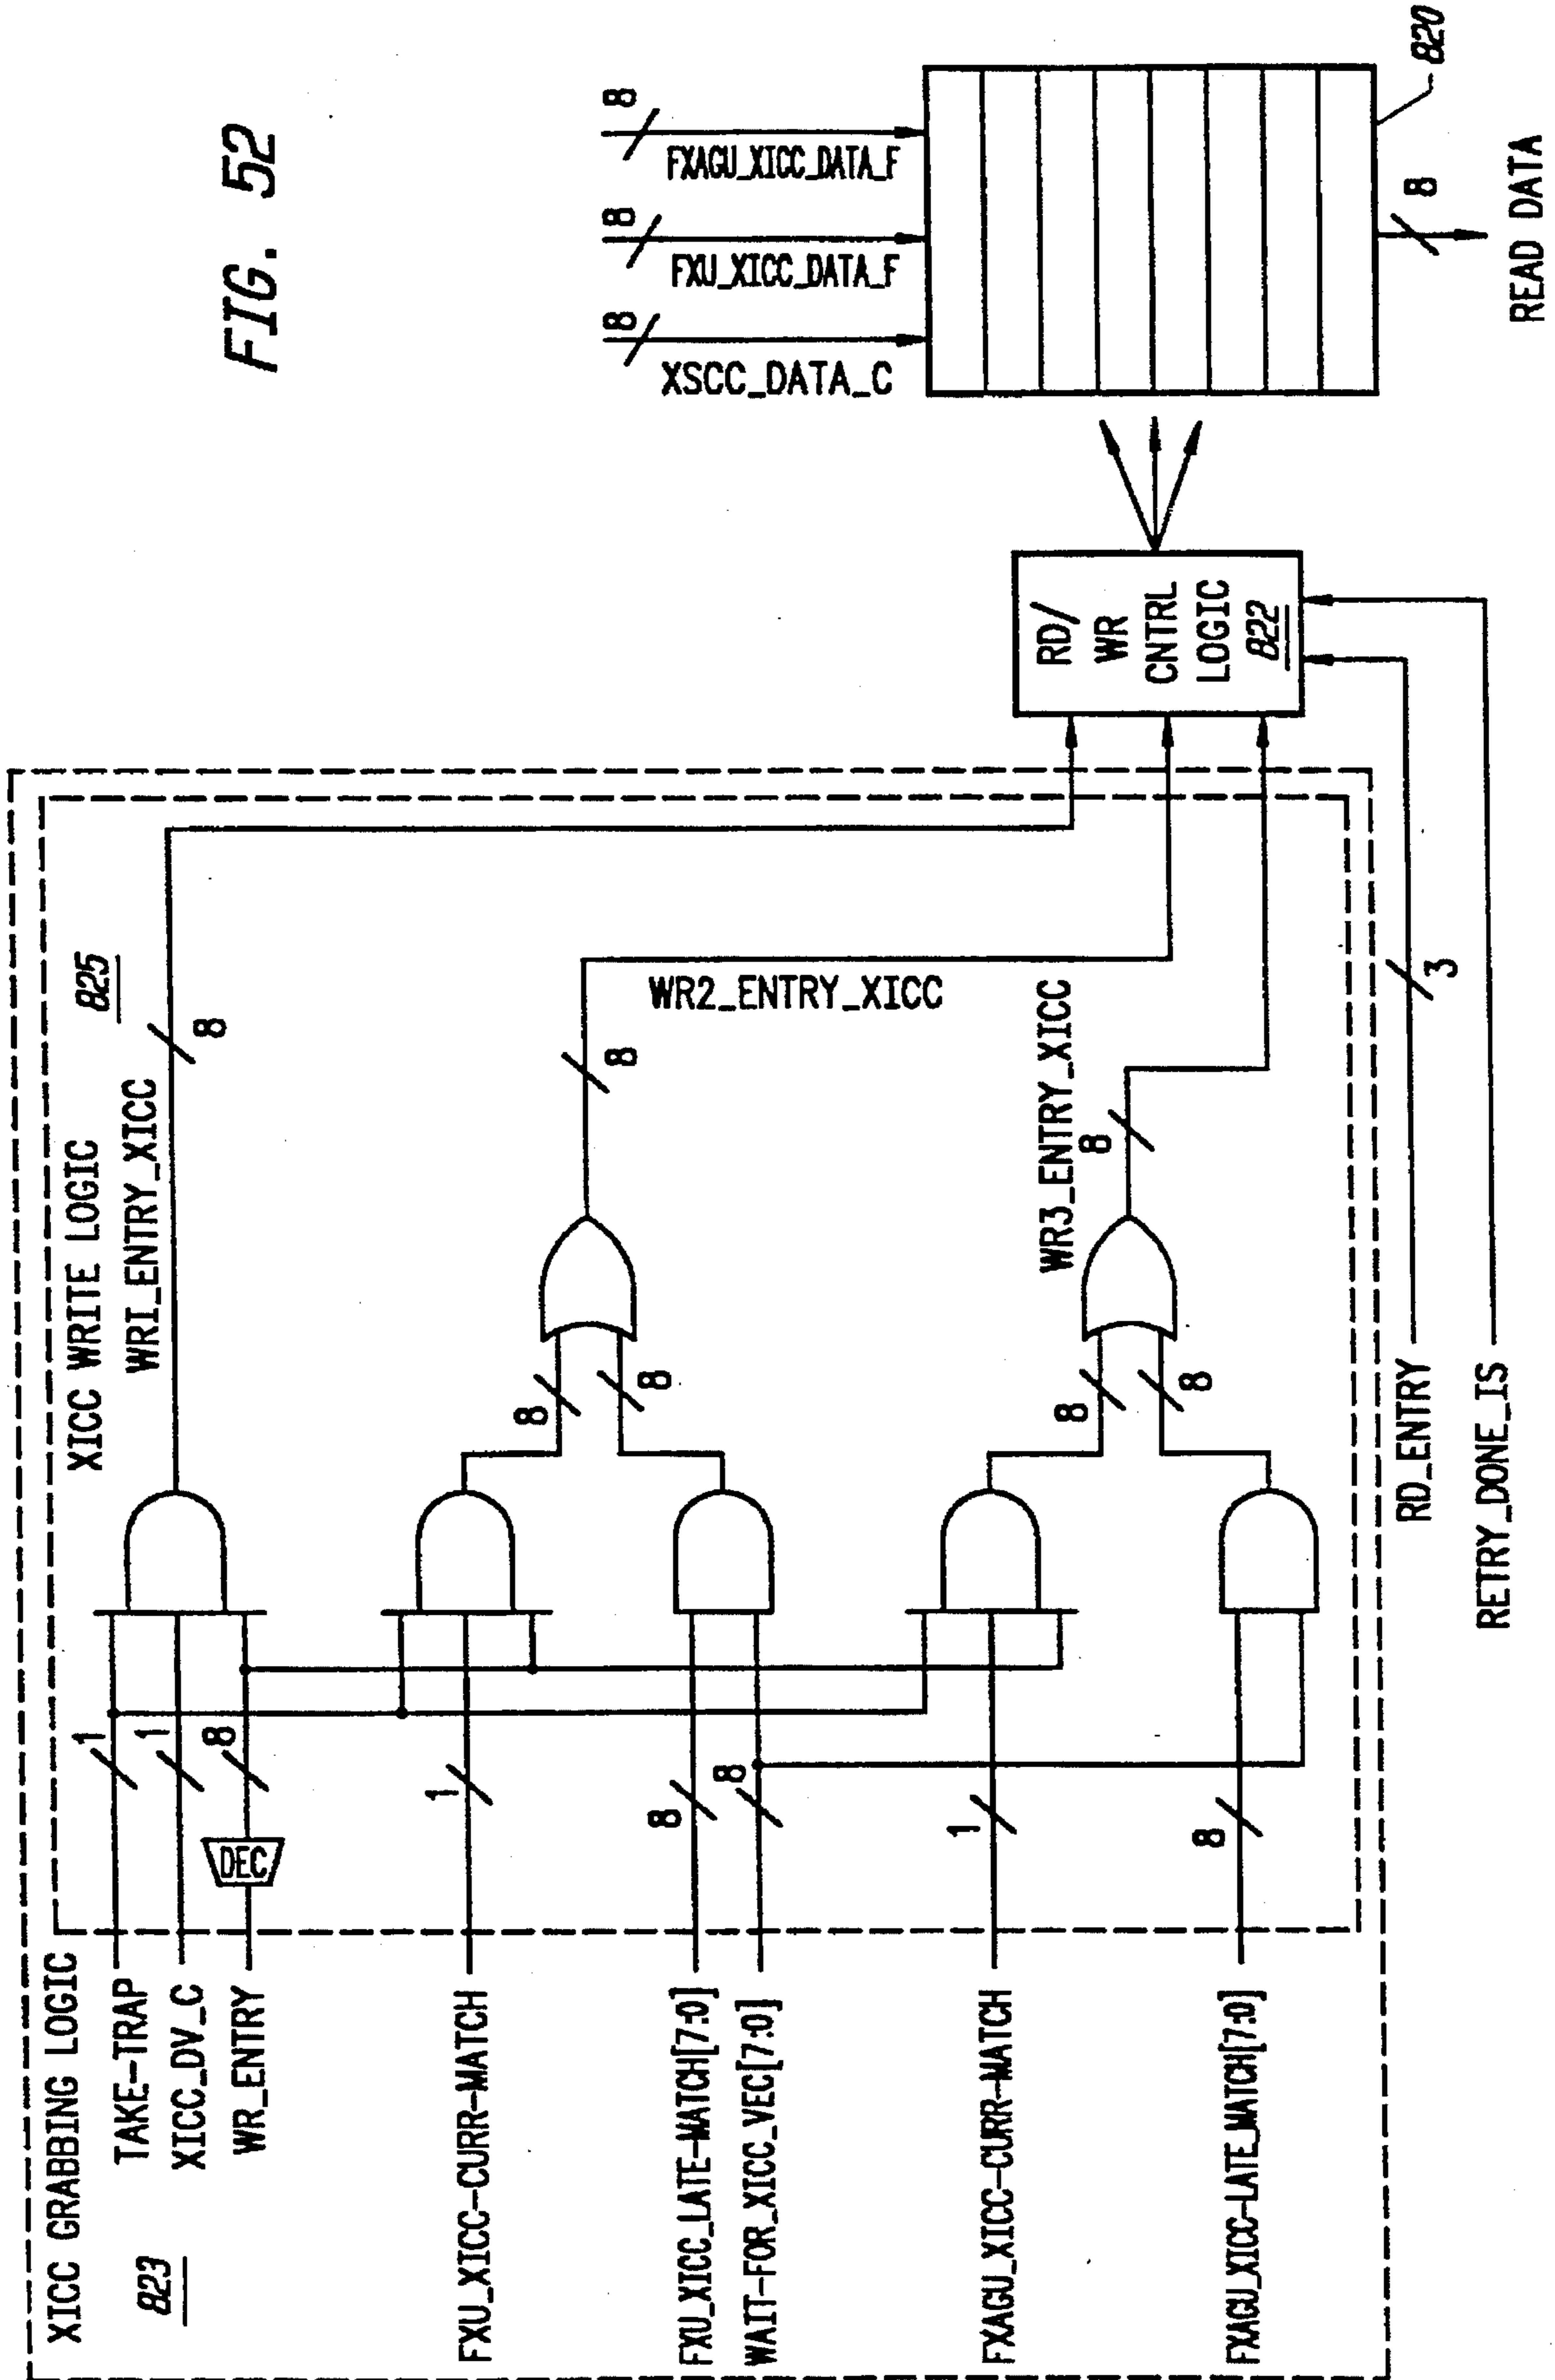 FIG. 52
XICC GRABBING LOGIC
823
XICC WRITE LOGIC
825
TAKE-TRAP
1
XICC_DV_C
1
WR_ENTRY
DEC
8
WRI_ENTRY_XICC
8
FXU_XICC-CURR-MATCH
1
8
8
8
WR2_ENTRY_XICC
FXU_XICC_LATE-MATCH[7:0]
8
WAIT-FOR_XICC_VEC[7:0]
8
FXAGU_XICC-CURR-MATCH
1
8
8
8
WR3_ENTRY_XICC
FXAGU_XICC-LATE_MATCH[7:0]
8
RD_ENTRY
3
RETRY_DONE_IS
RD/
WR
CNTRL
LOGIC
822
XSCC_DATA_C
8
FXU_XICC_DATA_F
8
FXAGU_XICC_DATA_F
8
820
8
READ DATA